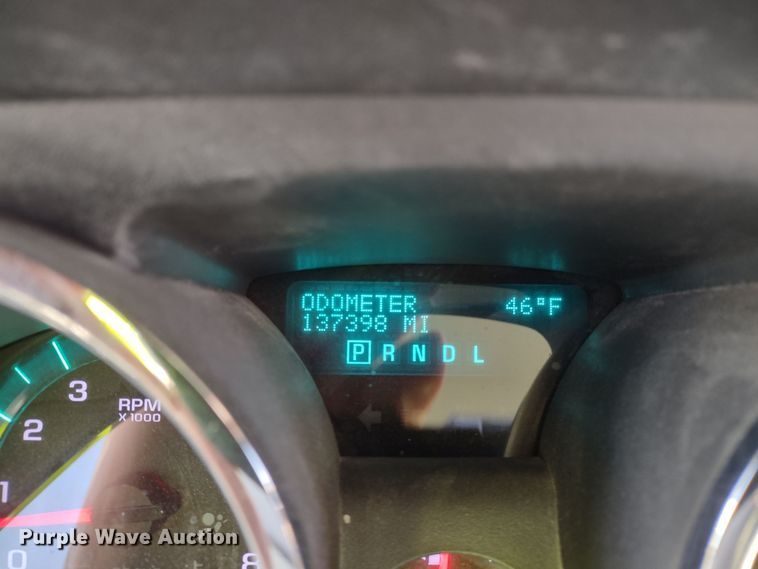 ODOMETER 46°F
137398 MI
P R N D L
3
RPM
X 1000
2
1
0
8
Purple Wave Auction